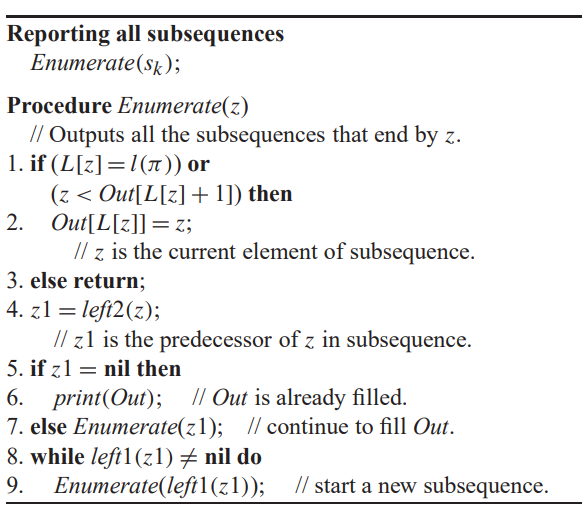 Reporting all subsequences
Enumerate(sₖ);
Procedure Enumerate(z)
// Outputs all the subsequences that end by z.
1. if (L[z] = l(π)) or
(z < Out[L[z] + 1]) then
2. Out[L[z]] = z;
// z is the current element of subsequence.
3. else return;
4. z1 = left2(z);
// z1 is the predecessor of z in subsequence.
5. if z1 = nil then
6. print(Out); // Out is already filled.
7. else Enumerate(z1); // continue to fill Out.
8. while left1(z1) ≠ nil do
9. Enumerate(left1(z1)); // start a new subsequence.